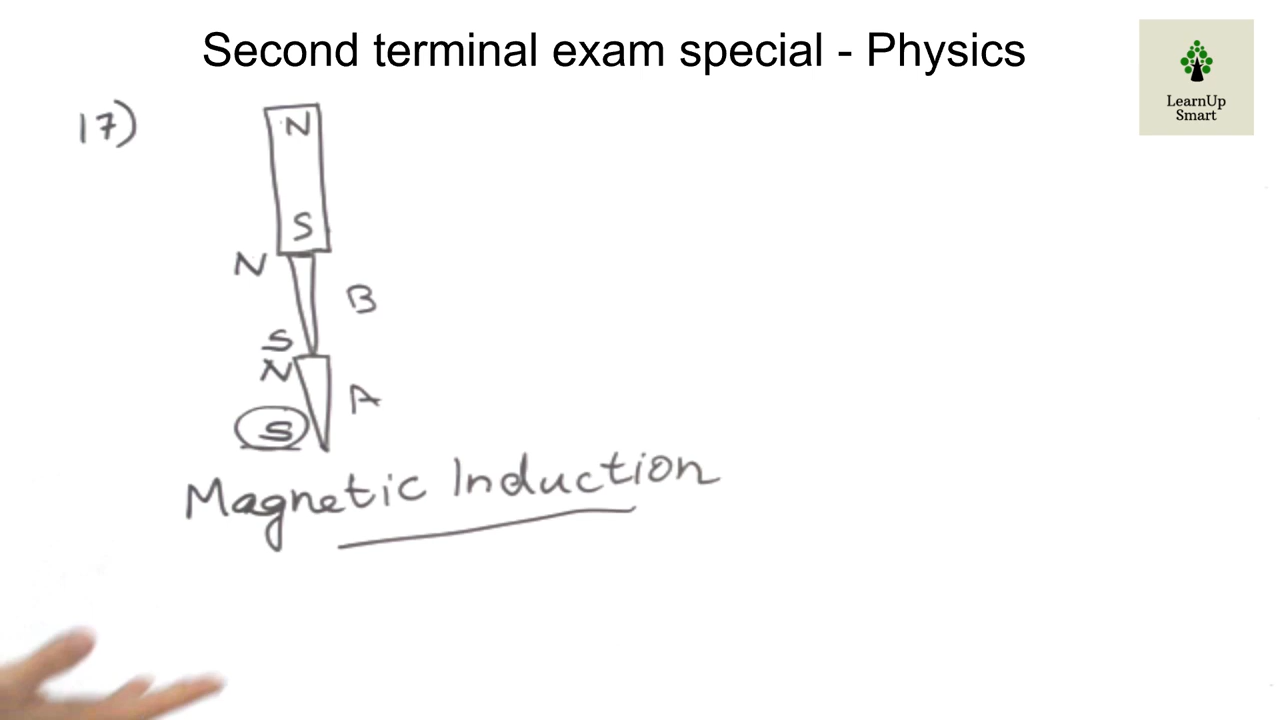 Second terminal exam special - Physics
LearnUp
Smart
17)
N
S
N
B
S
N
A
S
Magnetic Induction